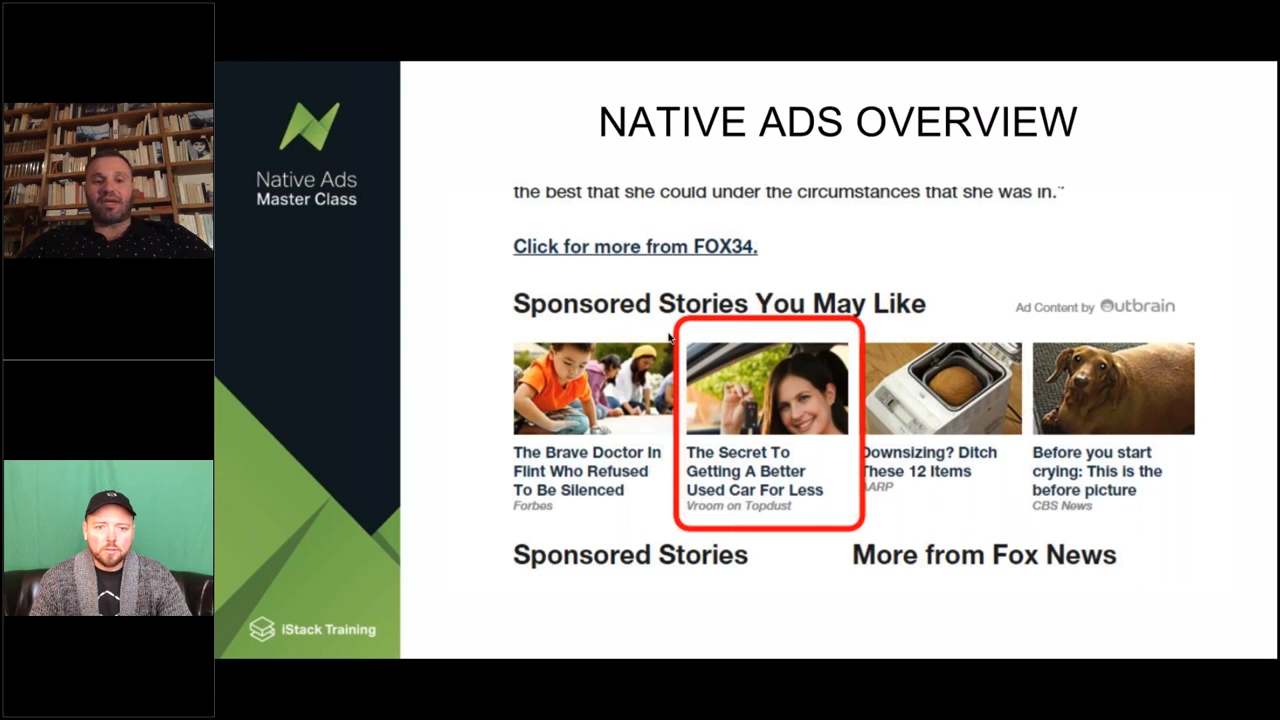 Native Ads
Master Class
iStack Training
NATIVE ADS OVERVIEW
the best that she could under the circumstances that she was in."
Click for more from FOX34.
Sponsored Stories You May Like
Ad Content by Outbrain
The Brave Doctor In
Flint Who Refused
To Be Silenced
Forbes
The Secret To
Getting A Better
Used Car For Less
Vroom on Topdust
Downsizing? Ditch
These 12 Items
AARP
Before you start
crying: This is the
before picture
CBS News
Sponsored Stories
More from Fox News